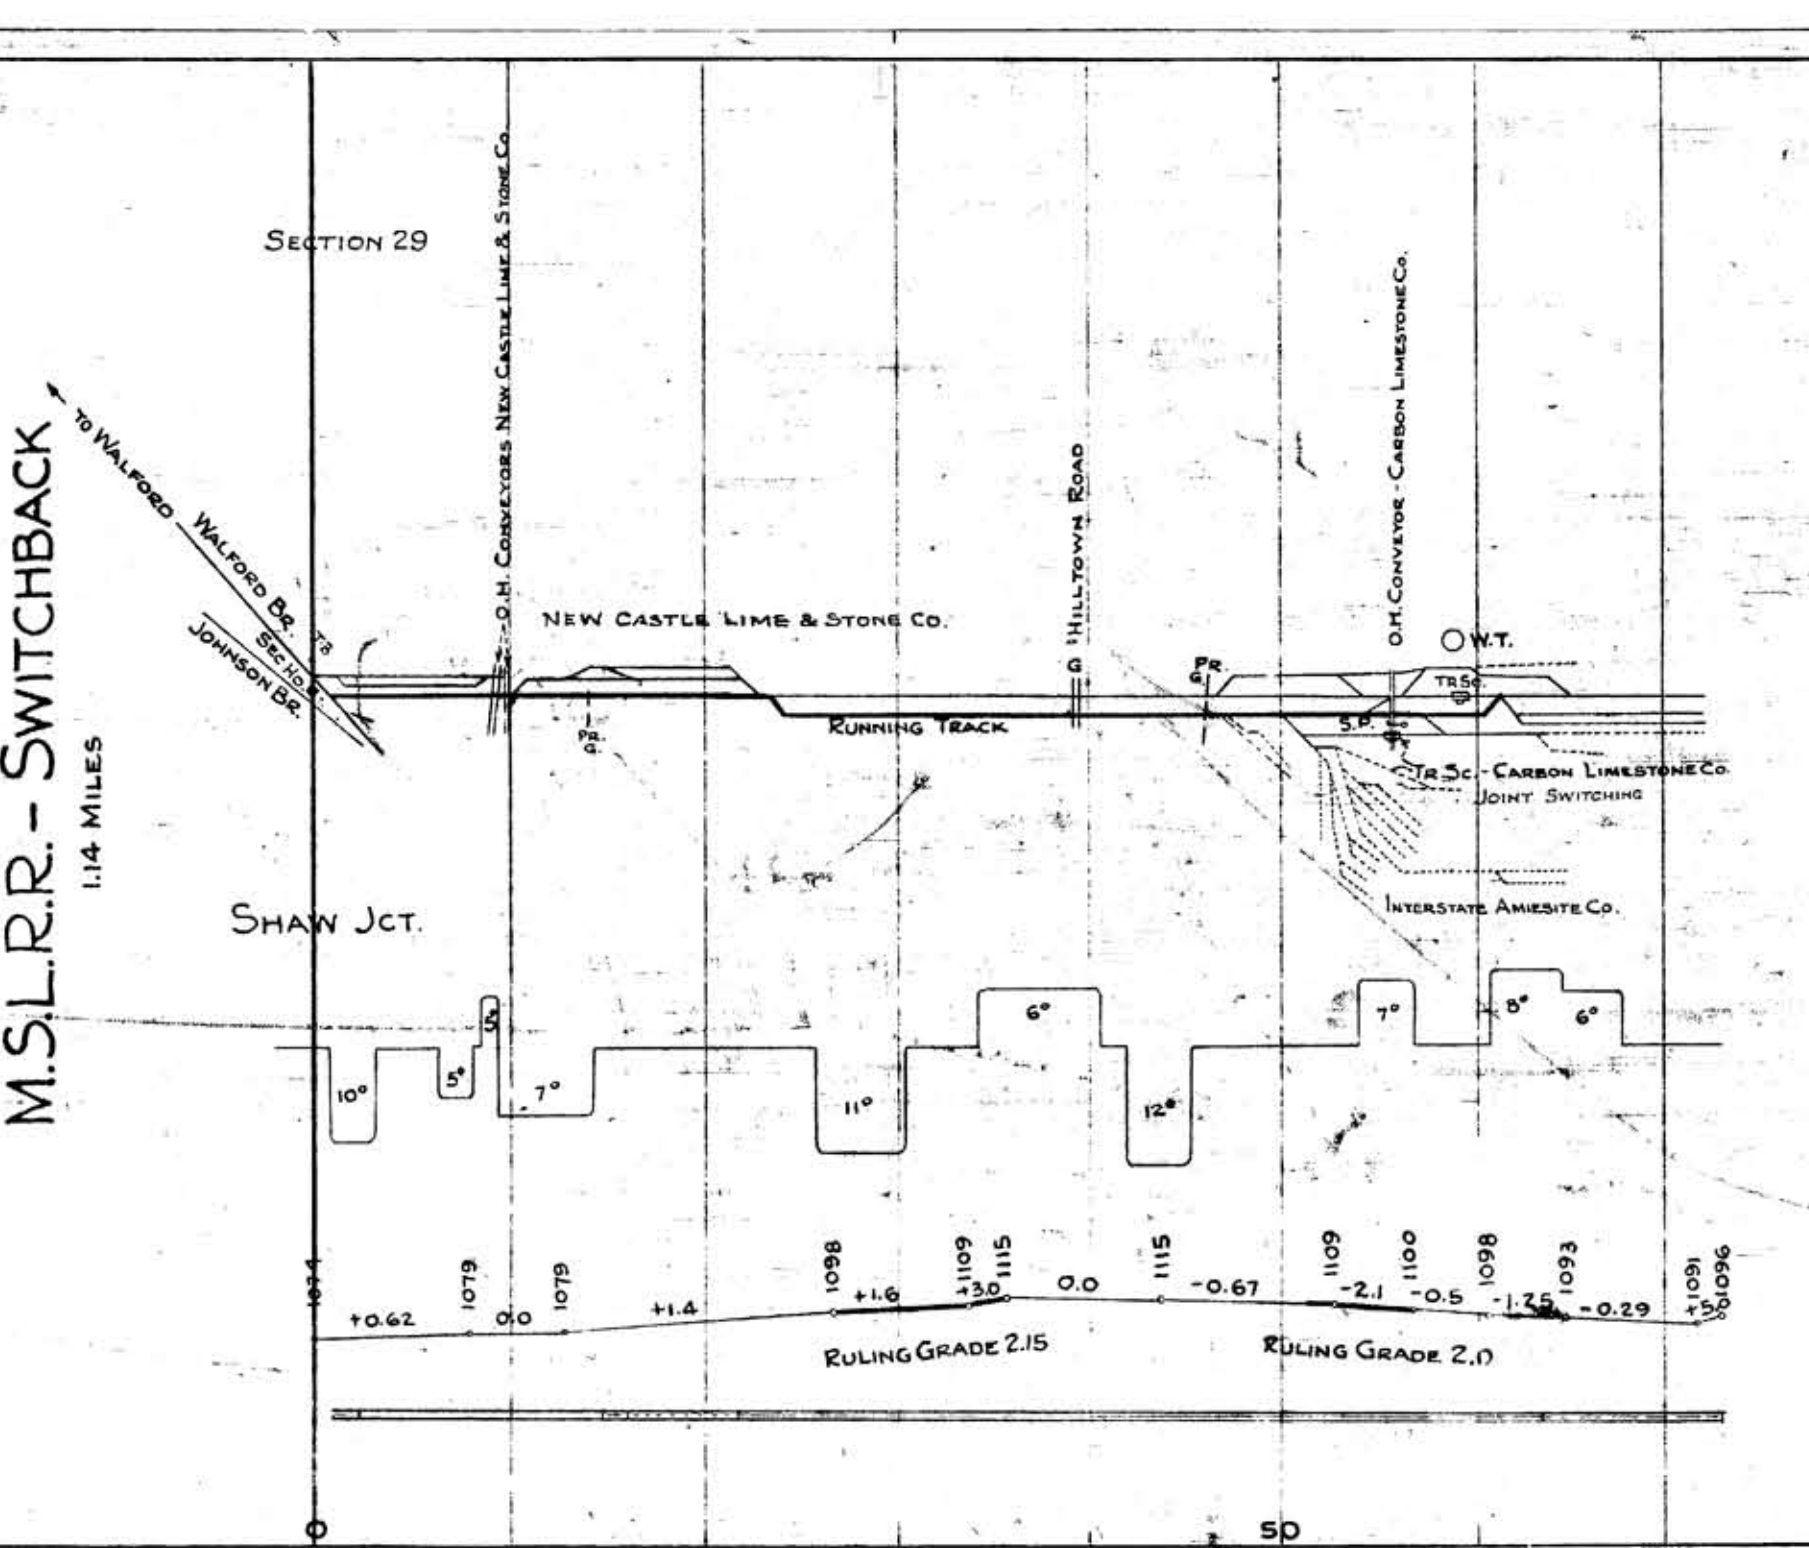 M.S.L.R.R. - SWITCHBACK
1.14 MILES
SECTION 29
TO WALFORD
WALFORD BR.
SEC HO.
JOHNSON BR.
O.H. CONVEYORS NEW CASTLE LIME & STONE CO
NEW CASTLE LIME & STONE CO.
PR.
G.
RUNNING TRACK
HILLTOWN ROAD
G
PR.
G.
O.H. CONVEYOR - CARBON LIMESTONE CO.
W.T.
TR SC.
S.P.
TR SC. - CARBON LIMESTONE CO.
JOINT SWITCHING
INTERSTATE AMIESITE CO.
SHAW JCT.
10°
5°
5°
7°
11°
6°
12°
7°
8°
6°
1074
1079
1079
1098
1109
1115
1115
1109
1100
1098
1093
1091
1096
+0.62
0.0
+1.4
+1.6
+3.0
0.0
-0.67
-2.1
-0.5
-1.25
-0.29
+5
RULING GRADE 2.15
RULING GRADE 2.0
0
50